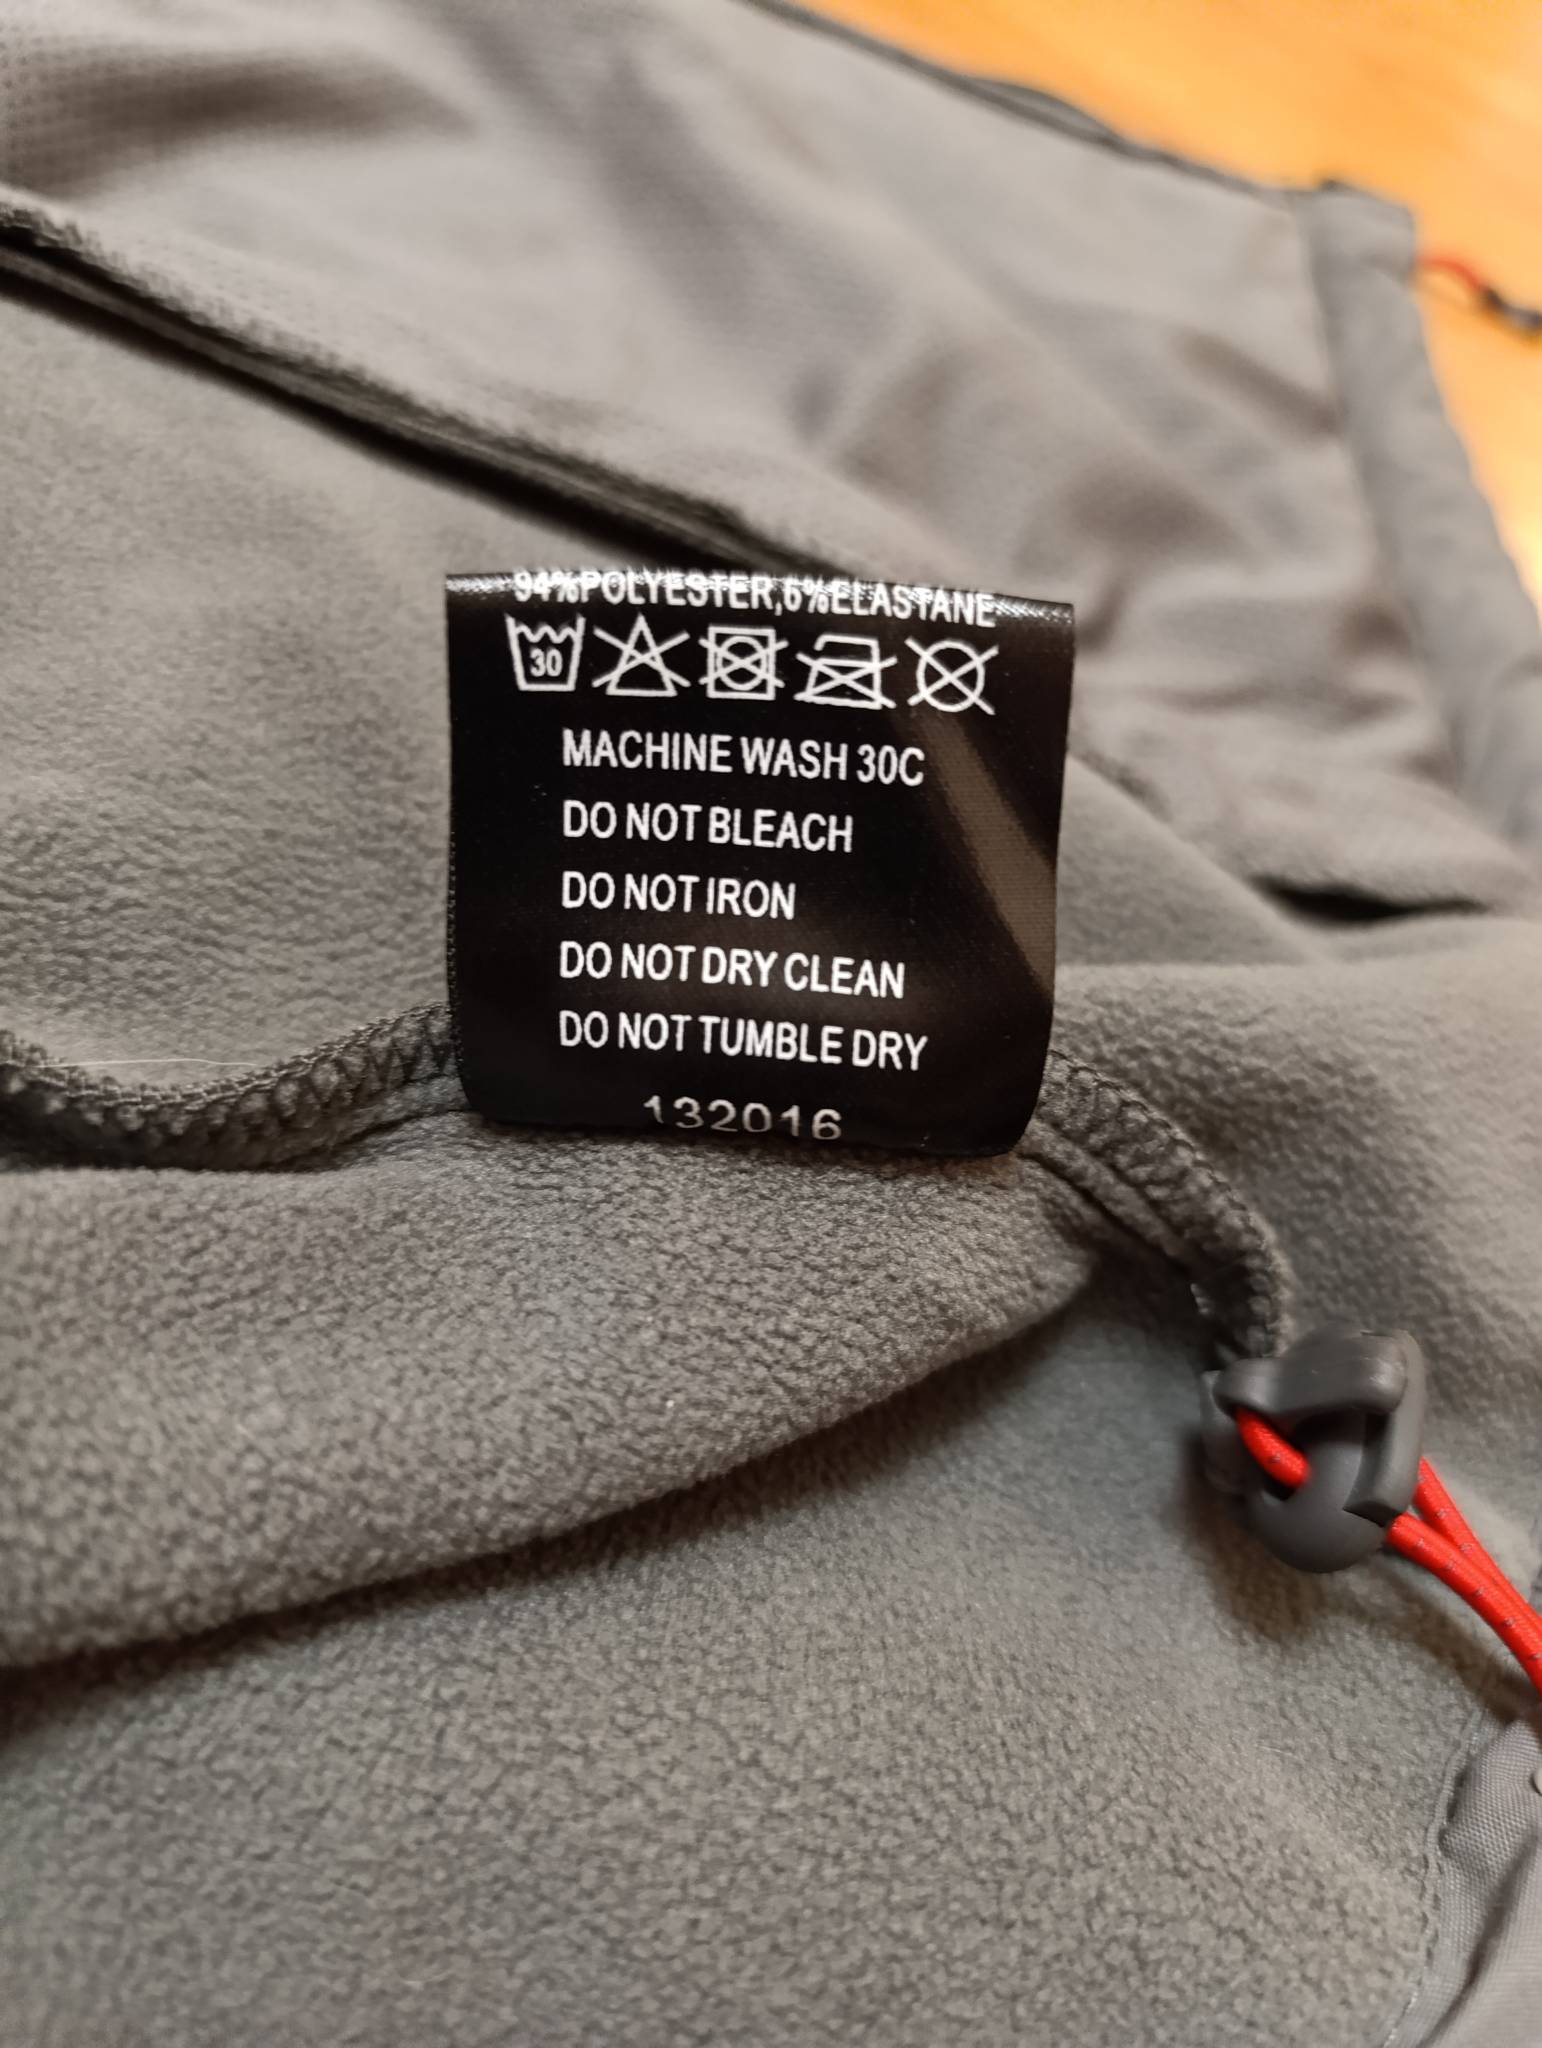 94%POLYESTER,6%ELASTANE
30
MACHINE WASH 30C
DO NOT BLEACH
DO NOT IRON
DO NOT DRY CLEAN
DO NOT TUMBLE DRY
132016